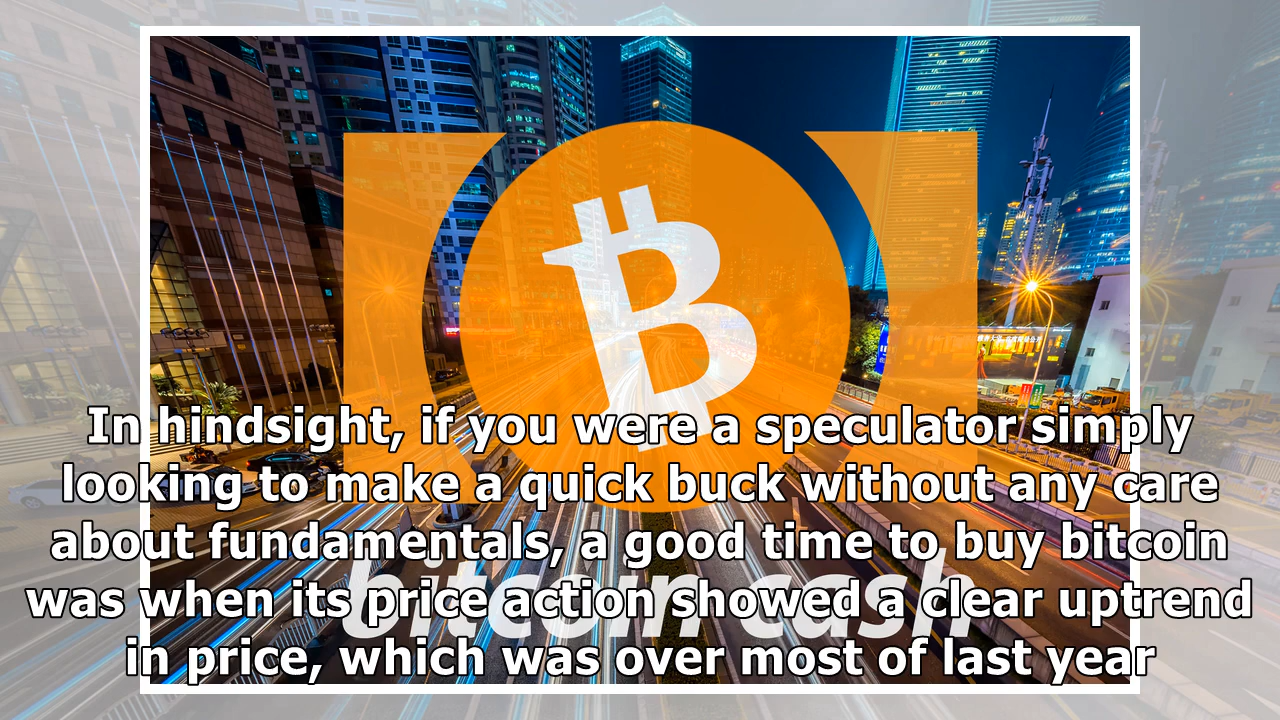 In hindsight, if you were a speculator simply
looking to make a quick buck without any care
about fundamentals, a good time to buy bitcoin
was when its price action showed a clear uptrend
in price, which was over most of last year
bitcoin cash